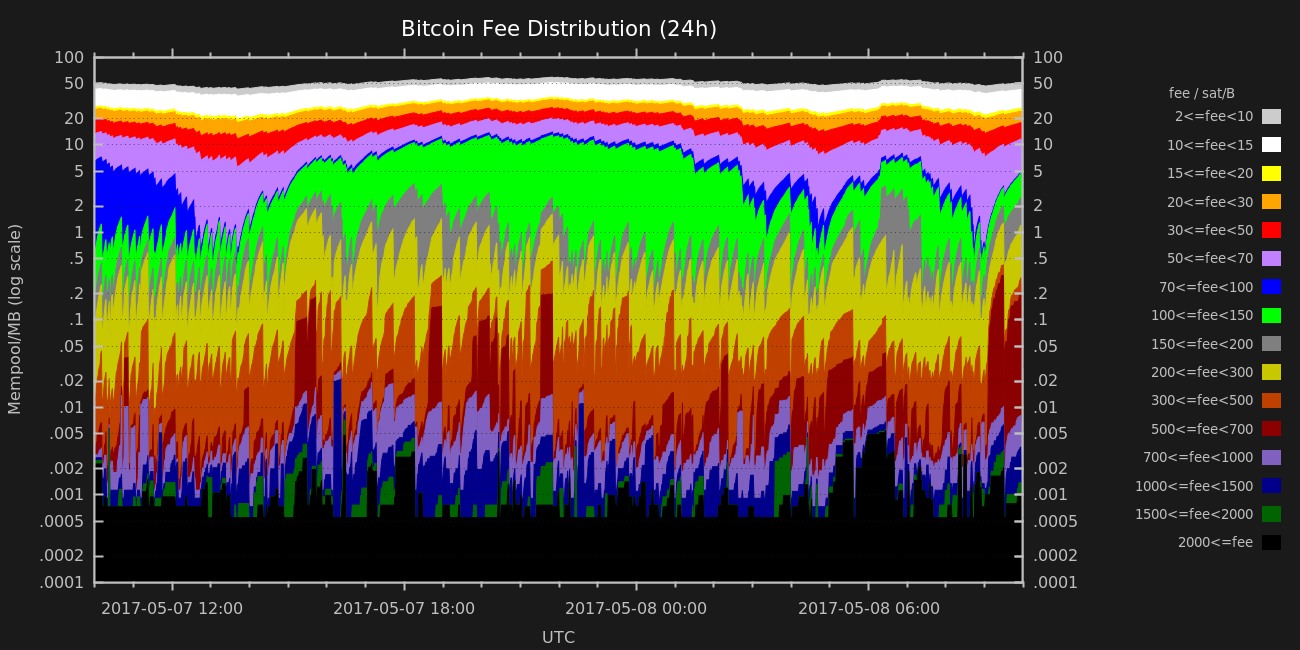 Bitcoin Fee Distribution (24h)
100
50
20
10
5
2
1
.5
.2
.1
.05
.02
.01
.005
.002
.001
.0005
.0002
.0001
Mempool/MB (log scale)
100
50
20
10
5
2
1
.5
.2
.1
.05
.02
.01
.005
.002
.001
.0005
.0002
.0001
2017-05-07 12:00
2017-05-07 18:00
2017-05-08 00:00
2017-05-08 06:00
UTC
fee / sat/B
2<=fee<10
10<=fee<15
15<=fee<20
20<=fee<30
30<=fee<50
50<=fee<70
70<=fee<100
100<=fee<150
150<=fee<200
200<=fee<300
300<=fee<500
500<=fee<700
700<=fee<1000
1000<=fee<1500
1500<=fee<2000
2000<=fee